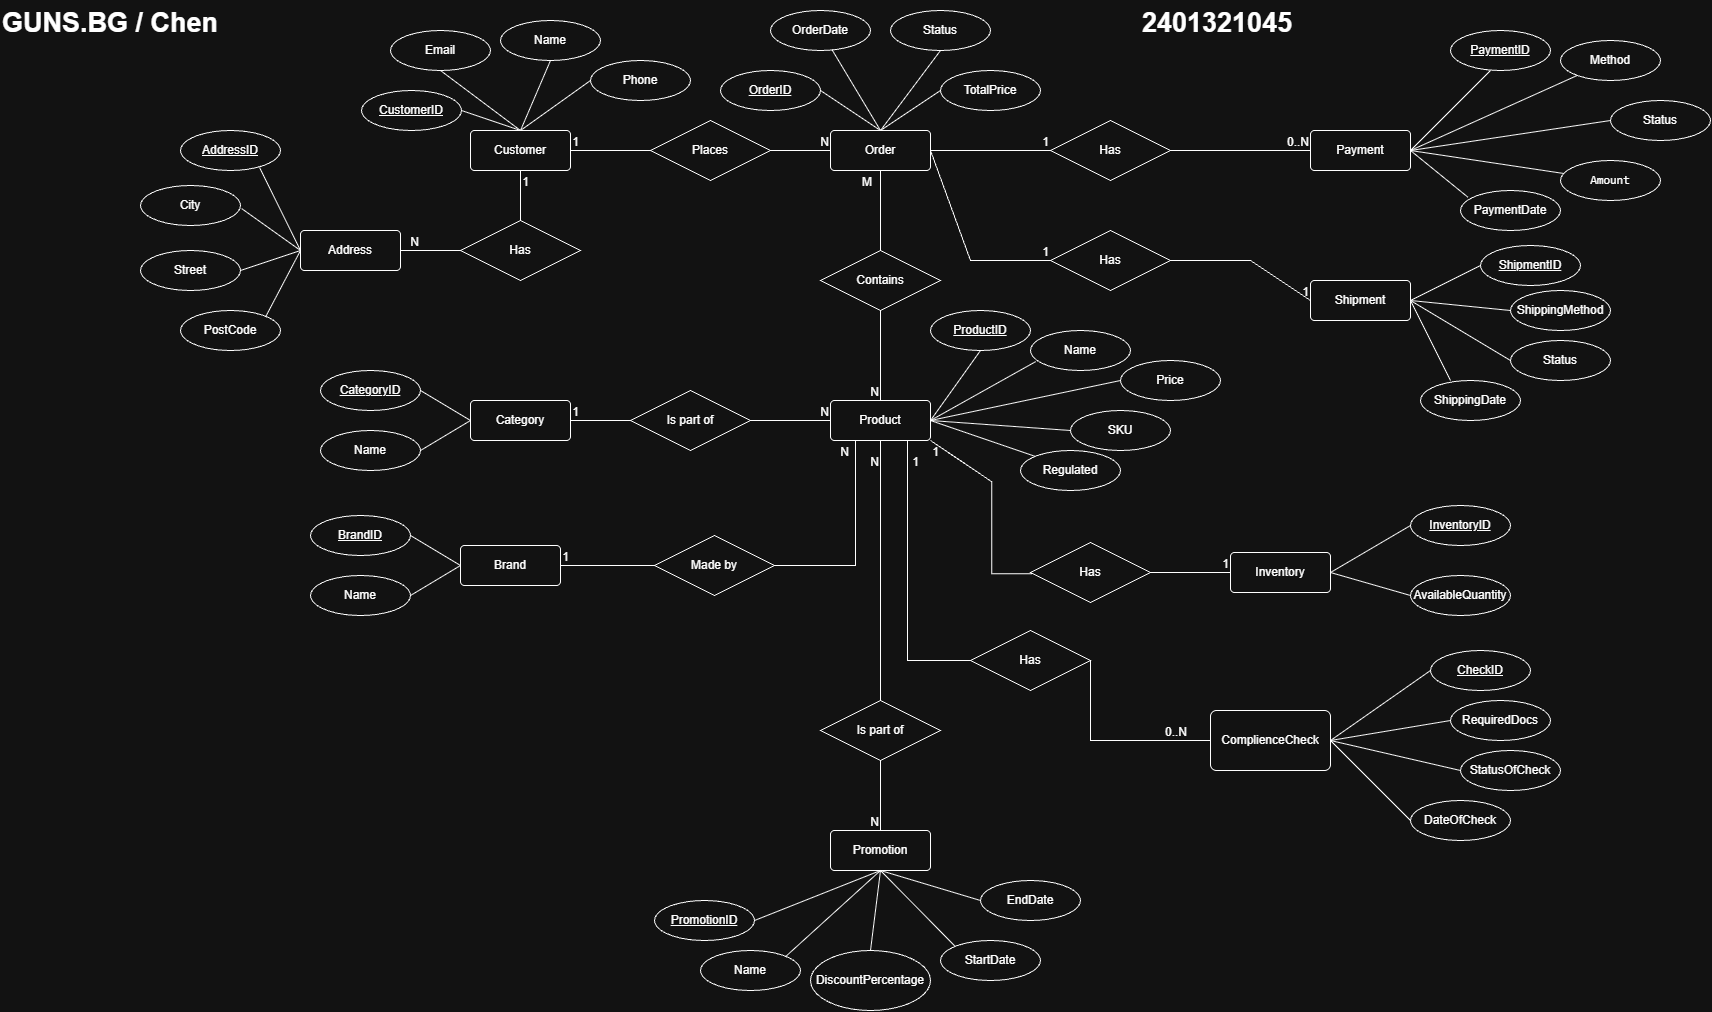 GUNS.BG / Chen
2401321045
Email
Name
Phone
CustomerID
OrderDate
Status
OrderID
TotalPrice
PaymentID
Method
Status
Amount
PaymentDate
AddressID
City
Street
PostCode
Customer
1
Places
N
Order
1
Has
0..N
Payment
1
M
Address
N
Has
1
Has
1
Shipment
ShipmentID
ShippingMethod
Status
ShippingDate
Contains
ProductID
Name
Price
SKU
Regulated
CategoryID
Name
Category
1
Is part of
N
N
Product
N
N
1
1
BrandID
Name
Brand
1
Made by
Has
1
Inventory
InventoryID
AvailableQuantity
Has
0..N
ComplienceCheck
CheckID
RequiredDocs
StatusOfCheck
DateOfCheck
Is part of
N
Promotion
PromotionID
Name
DiscountPercentage
StartDate
EndDate